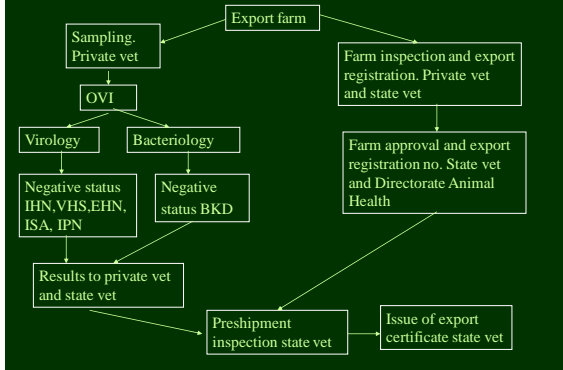 Export farm
Sampling.
Private vet
Farm inspection and export
registration. Private vet
and state vet
OVI
Virology
Bacteriology
Farm approval and export
registration no. State vet
and Directorate Animal
Health
Negative status
IHN,VHS,EHN,
ISA, IPN
Negative
status BKD
Results to private vet
and state vet
Preshipment
inspection state vet
Issue of export
certificate state vet